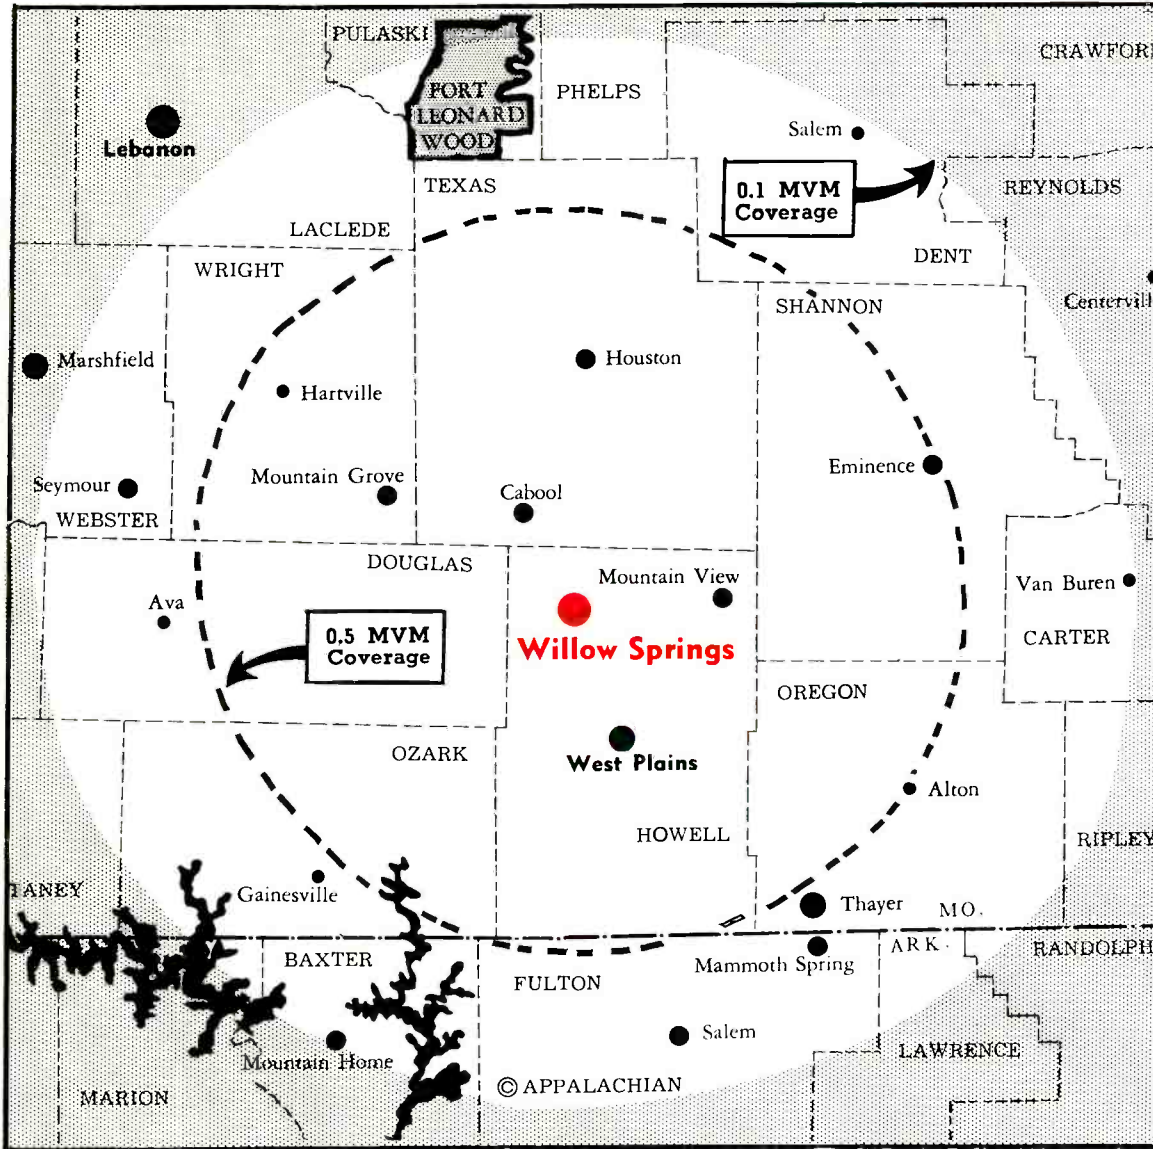 PULASKI
CRAWFOR
FORT
LEONARD
WOOD
PHELPS
Salem
Lebanon
0.1 MVM
Coverage
TEXAS
REYNOLDS
LACLEDE
DENT
WRIGHT
SHANNON
Centervill
Marshfield
Houston
Hartville
Mountain Grove
Eminence
Seymour
Cabool
WEBSTER
DOUGLAS
Mountain View
Van Buren
Ava
0.5 MVM
Coverage
Willow Springs
CARTER
OREGON
OZARK
West Plains
Alton
HOWELL
RIPLEY
TANEY
Gainesville
Thayer
MO.
ARK.
BAXTER
Mammoth Spring
RANDOLPH
FULTON
Salem
Mountain Home
LAWRENCE
© APPALACHIAN
MARION